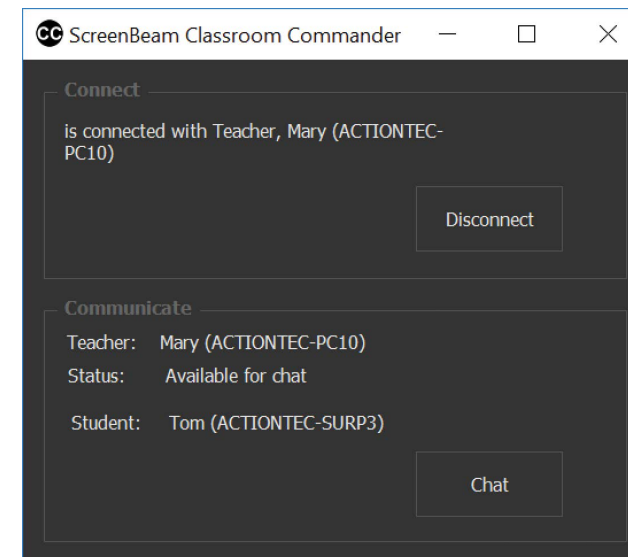 CC ScreenBeam Classroom Commander
Connect
is connected with Teacher, Mary (ACTIONTEC-
PC10)
Disconnect
Communicate
Teacher: Mary (ACTIONTEC-PC10)
Status: Available for chat
Student: Tom (ACTIONTEC-SURP3)
Chat